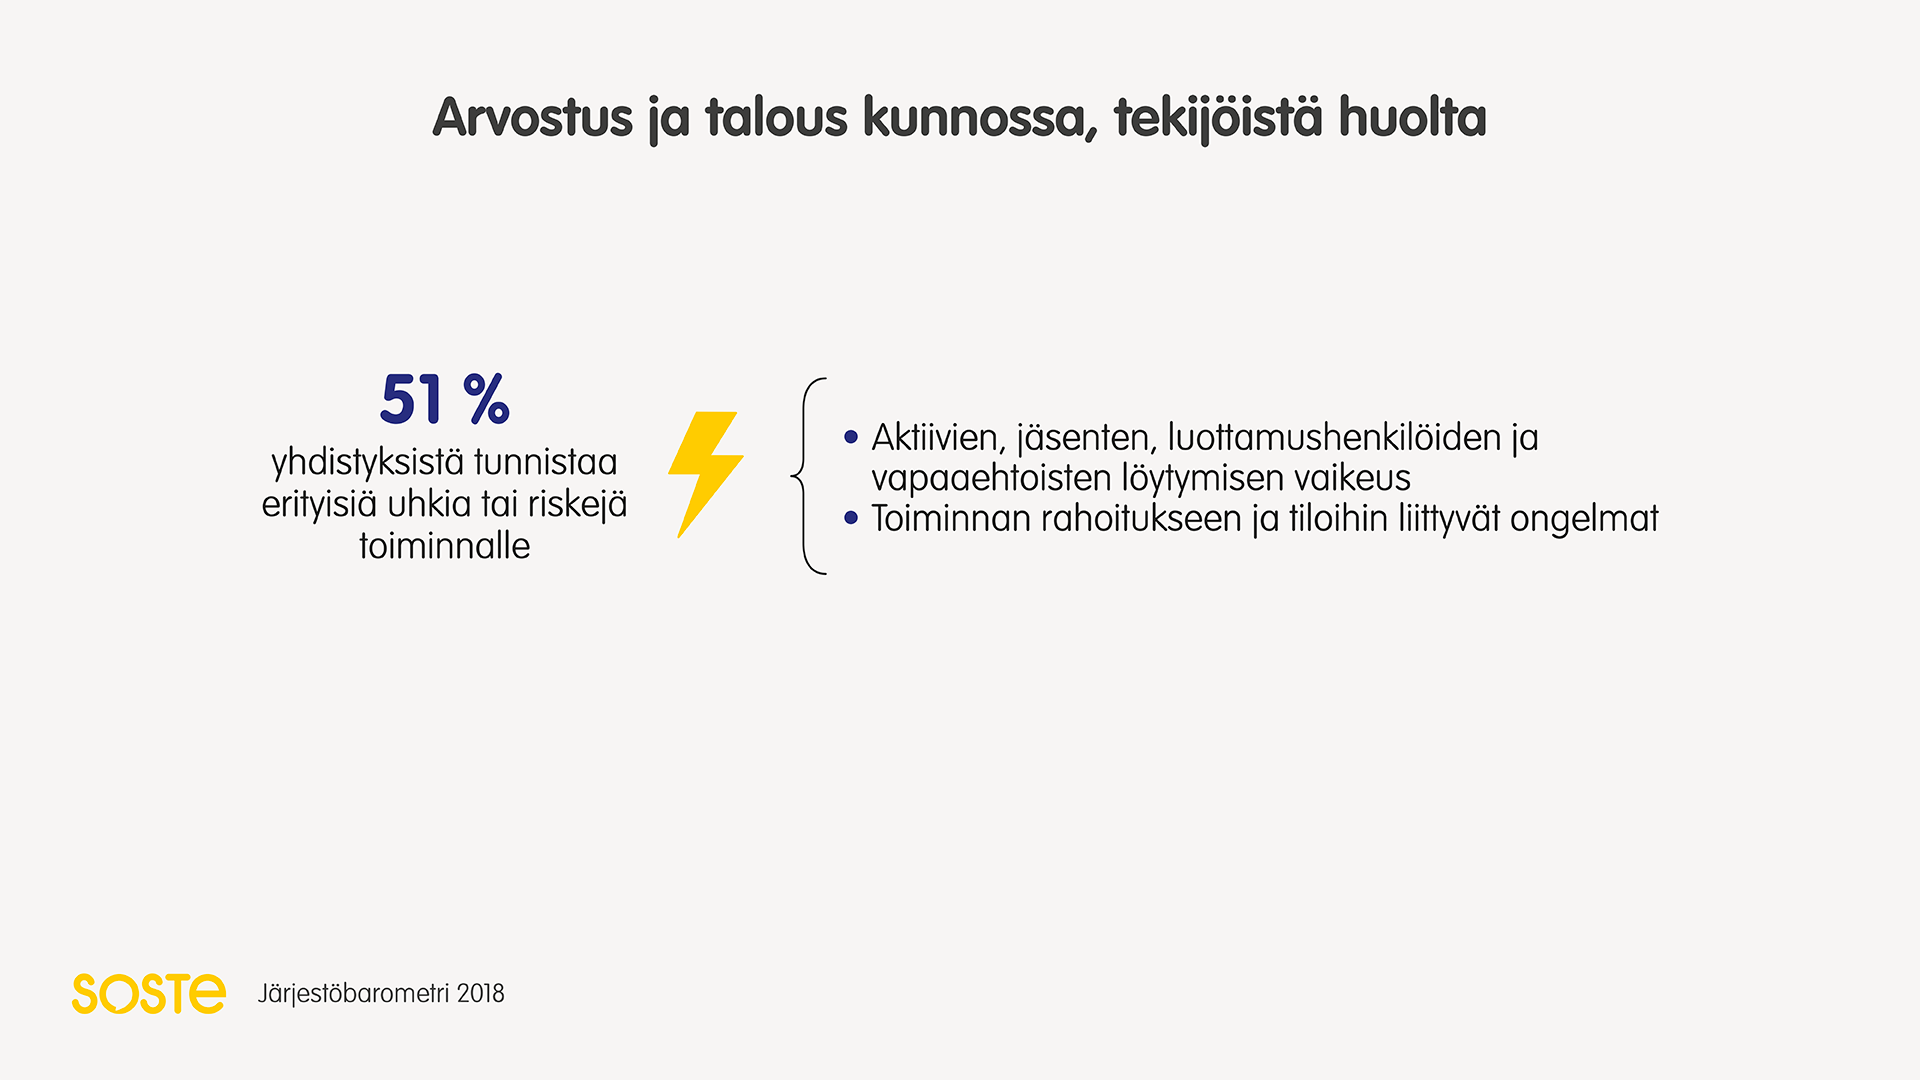 Arvostus ja talous kunnossa, tekijöistä huolta
51 %
yhdistyksistä tunnistaa
erityisiä uhkia tai riskejä
toiminnalle
• Aktiivien, jäsenten, luottamushenkilöiden ja
vapaaehtoisten löytymisen vaikeus
• Toiminnan rahoitukseen ja tiloihin liittyvät ongelmat
SOSTE Järjestöbarometri 2018